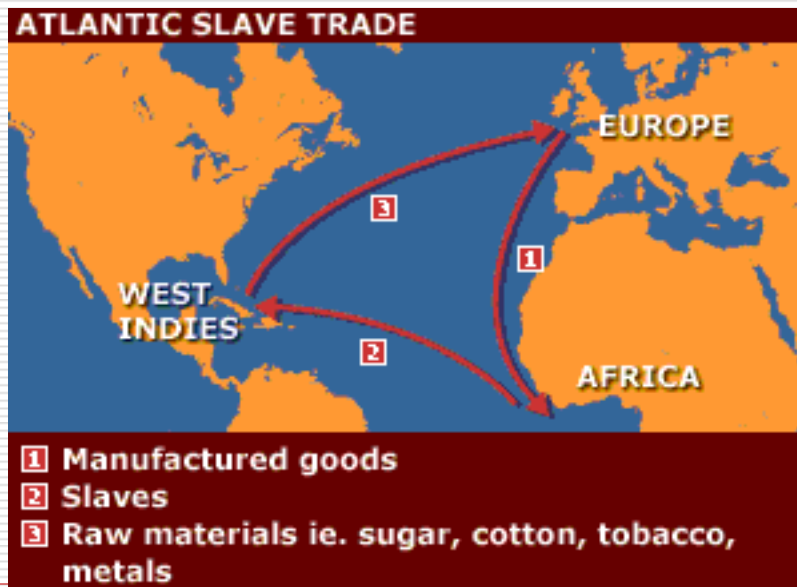 ATLANTIC SLAVE TRADE
EUROPE
3
1
WEST
INDIES
2
AFRICA
1 Manufactured goods
2 Slaves
3 Raw materials ie. sugar, cotton, tobacco,
metals